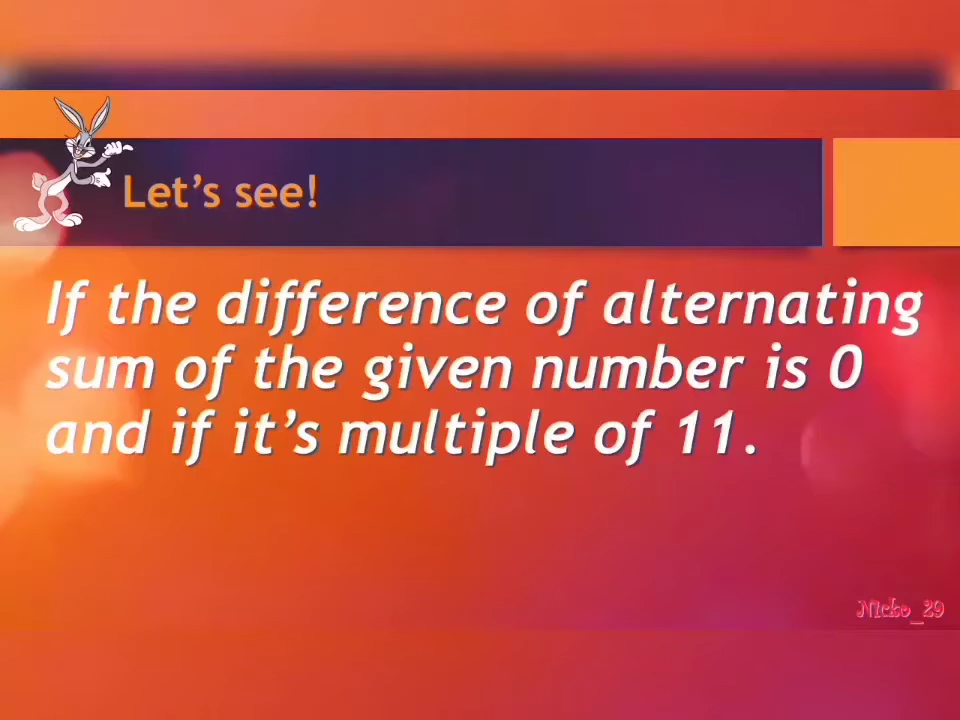 Let's see!
If the difference of alternating
sum of the given number is 0
and if it's multiple of 11.
Nicko_29